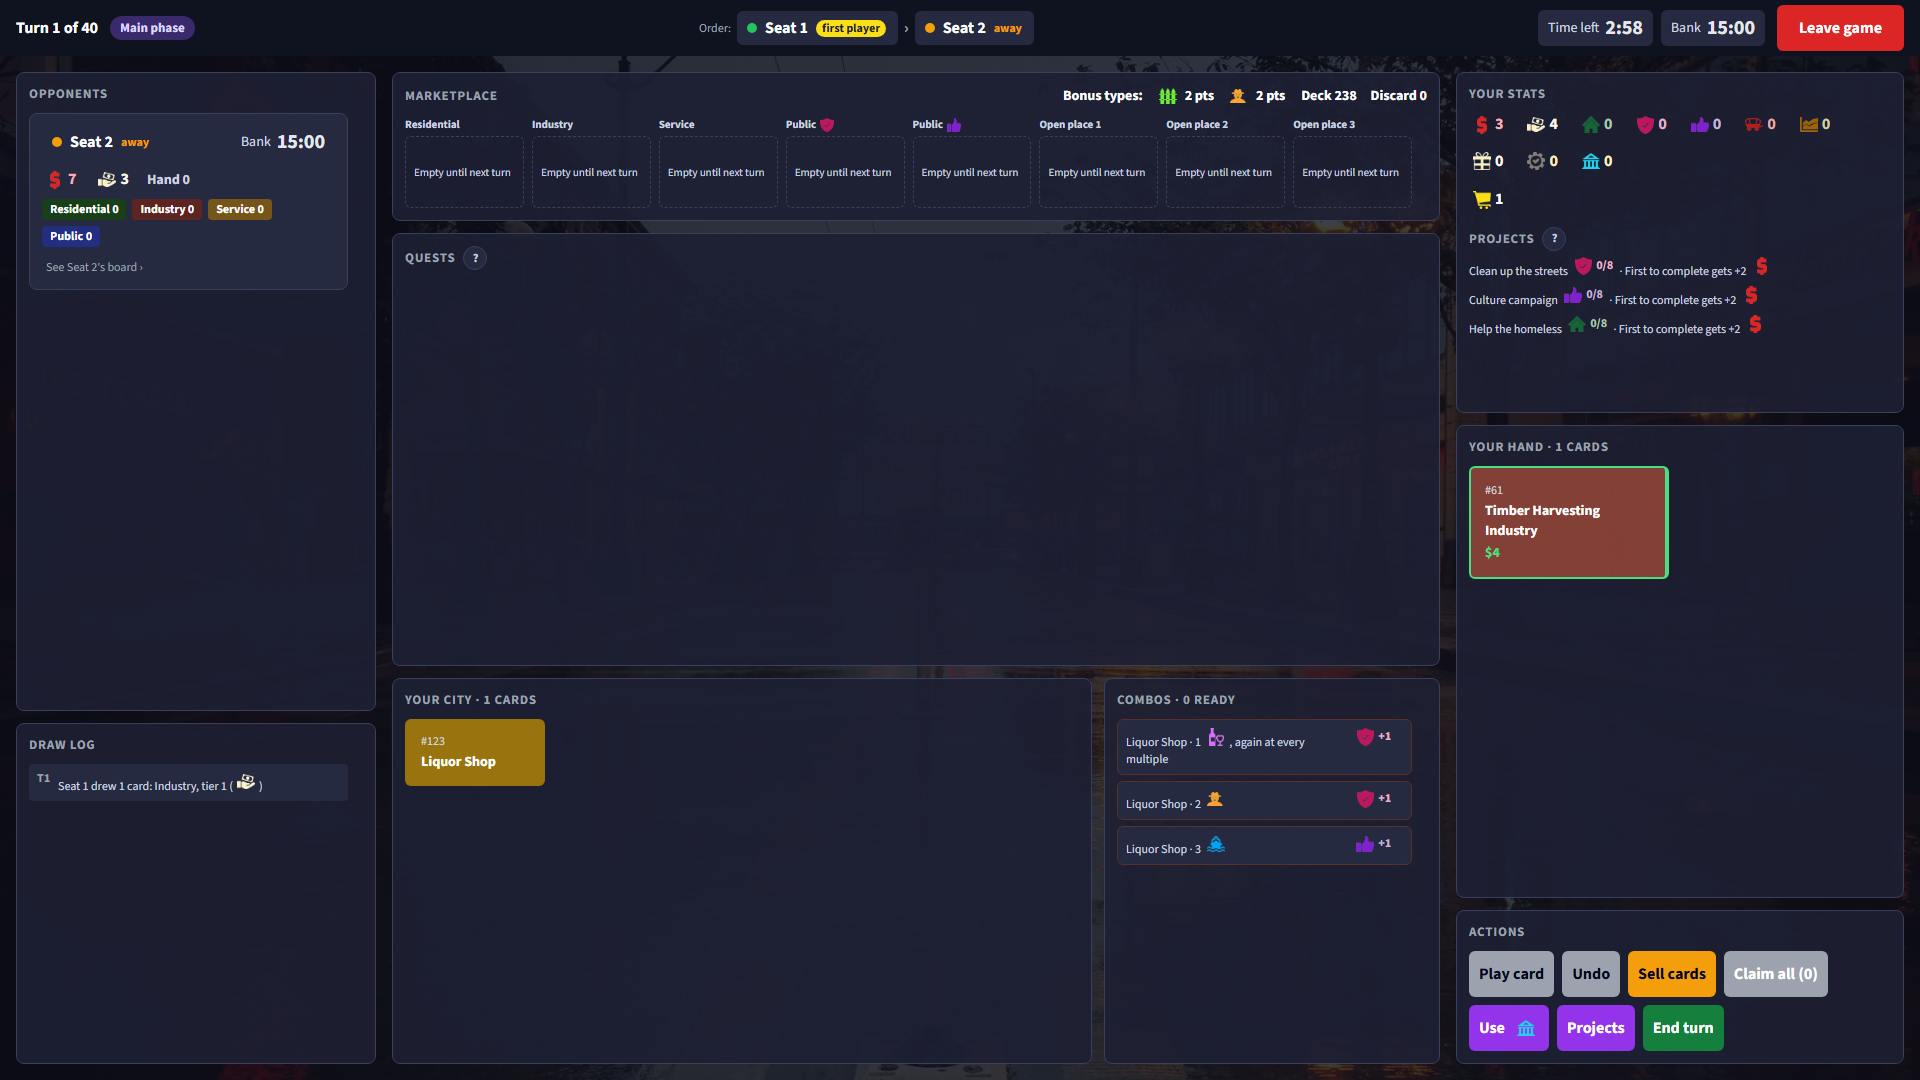 Turn 1 of 40
Main phase
Order:
Seat 1
first player
›
Seat 2
away
Time left 2:58
Bank 15:00
Leave game
OPPONENTS
Seat 2 away
Bank 15:00
7
3
Hand 0
Residential 0
Industry 0
Service 0
Public 0
See Seat 2's board ›
DRAW LOG
T1
Seat 1 drew 1 card: Industry, tier 1 ( )
MARKETPLACE
Bonus types: 2 pts 2 pts Deck 238 Discard 0
Residential
Industry
Service
Public
Public
Open place 1
Open place 2
Open place 3
Empty until next turn
Empty until next turn
Empty until next turn
Empty until next turn
Empty until next turn
Empty until next turn
Empty until next turn
Empty until next turn
QUESTS ?
YOUR CITY · 1 CARDS
#123
Liquor Shop
COMBOS · 0 READY
Liquor Shop · 1 , again at every
multiple
+1
Liquor Shop · 2
+1
Liquor Shop · 3
+1
YOUR STATS
$ 3 4 0 0 0 0 0
0 0 0
1
PROJECTS ?
Clean up the streets 0/8 · First to complete gets +2 $
Culture campaign 0/8 · First to complete gets +2 $
Help the homeless 0/8 · First to complete gets +2 $
YOUR HAND · 1 CARDS
#61
Timber Harvesting
Industry
$4
ACTIONS
Play card
Undo
Sell cards
Claim all (0)
Use
Projects
End turn